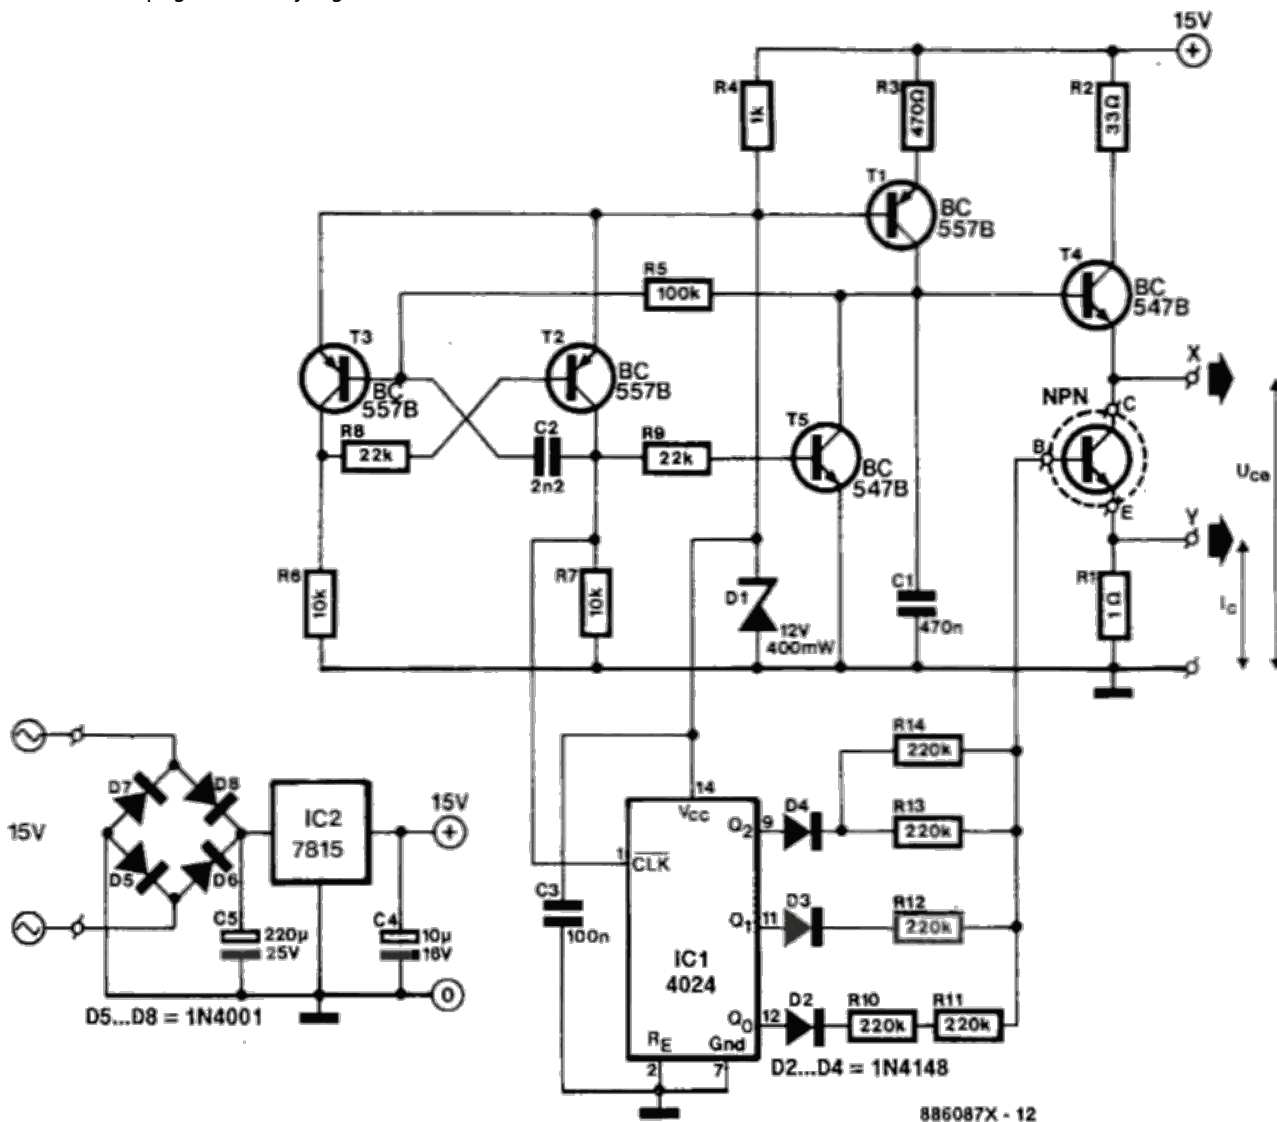 15V
R4
1k
R3
470Ω
R2
33Ω
T1
BC
557B
T4
BC
547B
R5
100k
T3
BC
557B
T2
BC
557B
X
NPN
C
B
E
Uce
R8
22k
C2
2n2
R9
22k
T5
BC
547B
Y
R6
10k
R7
10k
D1
12V
400mW
C1
470n
R1
1Ω
Ic
R14
220k
D7
D8
15V
IC2
7815
15V
D5
D6
C5
220µ
25V
C4
10µ
16V
0
D5...D8 = 1N4001
14
VCC
1
CLK
Q2
9
D4
R13
220k
C3
100n
Q1
11
D3
R12
220k
IC1
4024
Q0
12
D2
R10
220k
R11
220k
RE
Gnd
2
7
D2...D4 = 1N4148
886087X - 12